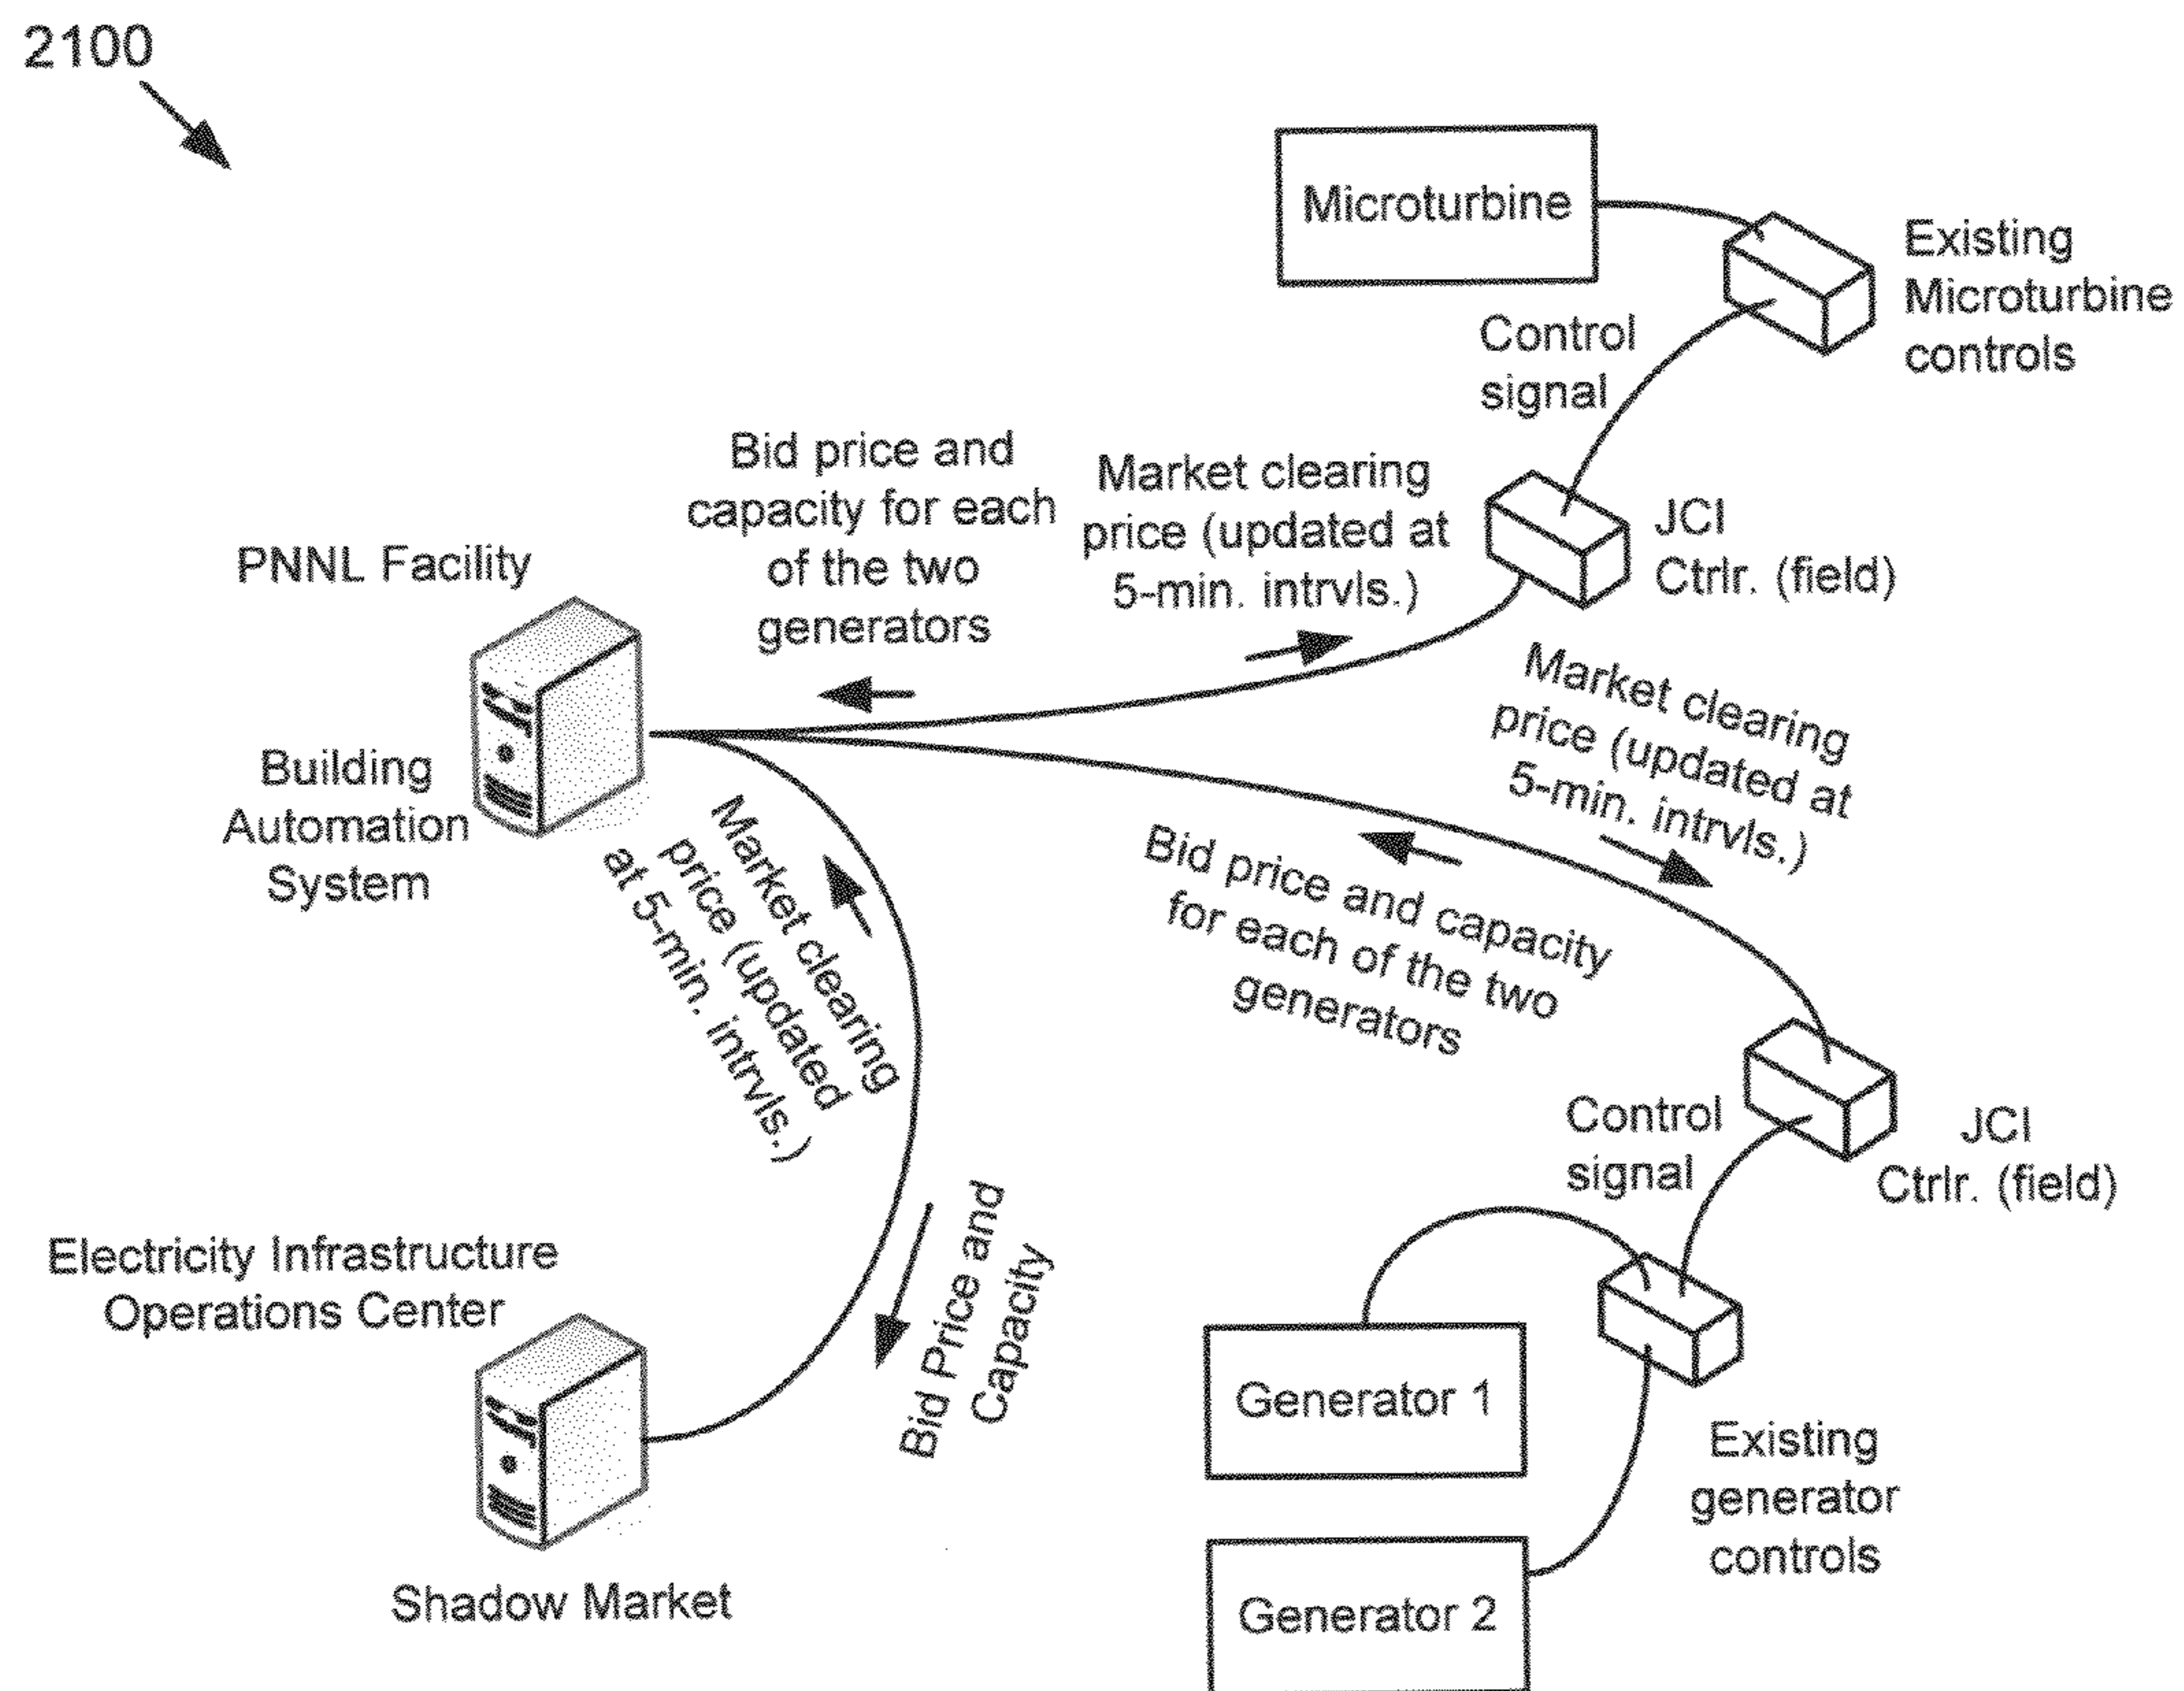 2100
Microturbine
Existing
Microturbine
controls
Control
signal
Bid price and
capacity for each
of the two
generators
Market clearing
price (updated at
5-min. intrvls.)
JCI
Ctrlr. (field)
PNNL Facility
Building
Automation
System
Market clearing
price (updated at
5-min. intrvls.)
Bid price and capacity
for each of the two
generators
Market clearing
price (updated
at 5-min. intrvls.)
Control
signal
JCI
Ctrlr. (field)
Bid Price and
Capacity
Electricity Infrastructure
Operations Center
Shadow Market
Generator 1
Existing
generator
controls
Generator 2